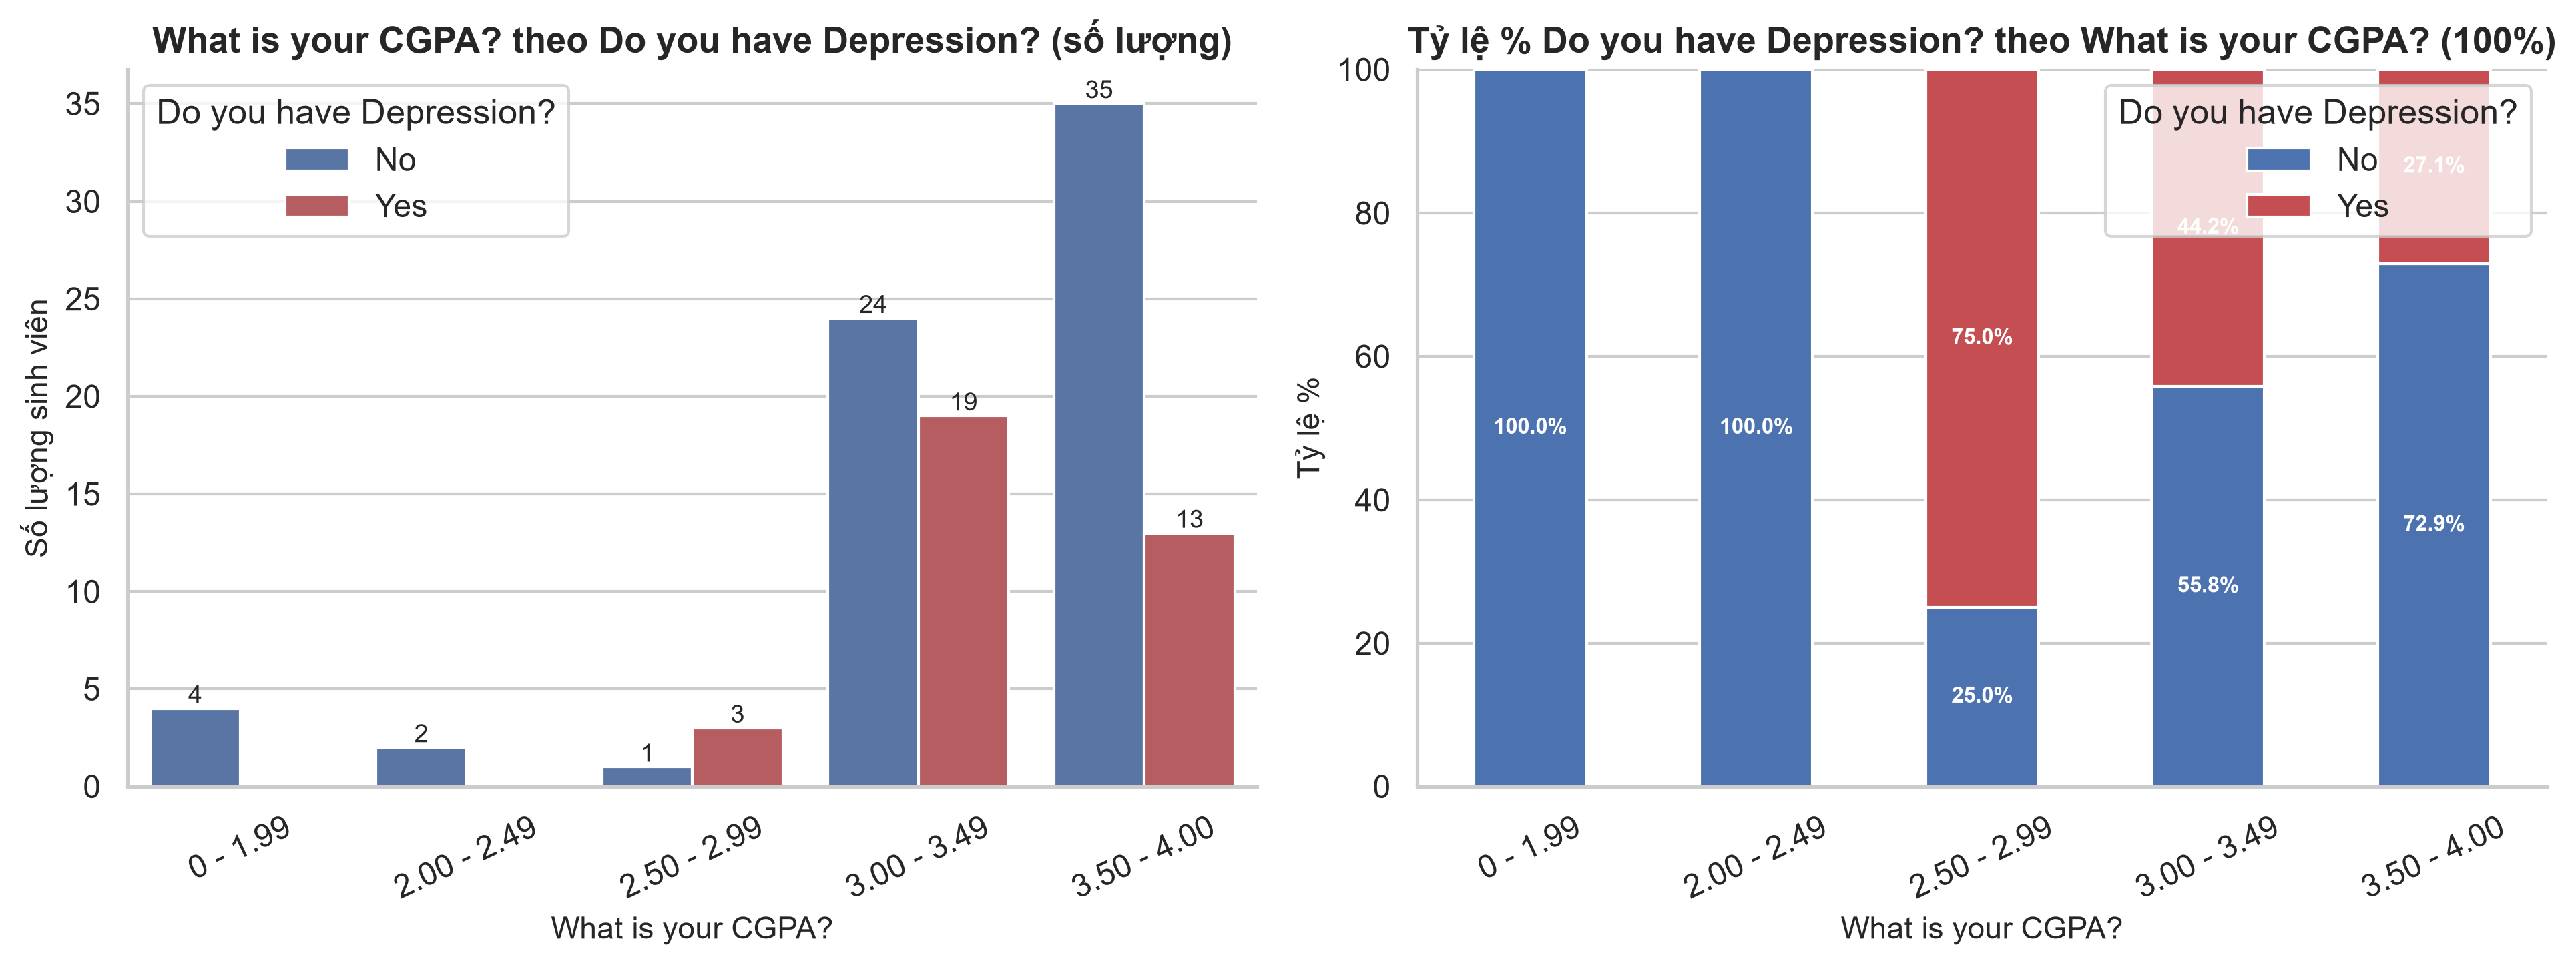 What is your CGPA? theo Do you have Depression? (số lượng)
Số lượng sinh viên
35
30
25
20
15
10
5
0
Do you have Depression?
No
Yes
4
2
1
3
24
19
35
13
0 - 1.99
2.00 - 2.49
2.50 - 2.99
3.00 - 3.49
3.50 - 4.00
What is your CGPA?
Tỷ lệ % Do you have Depression? theo What is your CGPA? (100%)
Tỷ lệ %
100
80
60
40
20
0
Do you have Depression?
No
Yes
100.0%
100.0%
75.0%
25.0%
44.2%
55.8%
27.1%
72.9%
0 - 1.99
2.00 - 2.49
2.50 - 2.99
3.00 - 3.49
3.50 - 4.00
What is your CGPA?